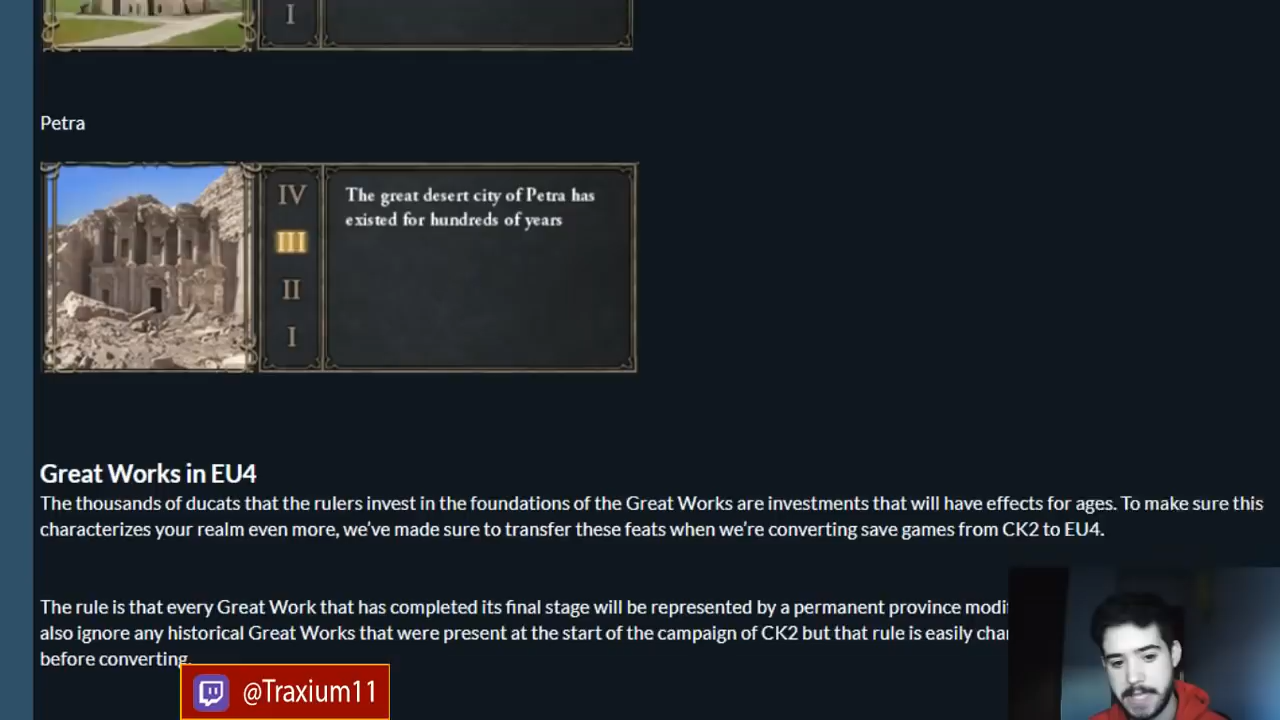 I
Petra
IV
The great desert city of Petra has
existed for hundreds of years
III
II
I
Great Works in EU4
The thousands of ducats that the rulers invest in the foundations of the Great Works are investments that will have effects for ages. To make sure this
characterizes your realm even more, we've made sure to transfer these feats when we're converting save games from CK2 to EU4.
The rule is that every Great Work that has completed its final stage will be represented by a permanent province
also ignore any historical Great Works that were present at the start of the campaign of CK2 but that rule is easily
before converting.
@Traxium11